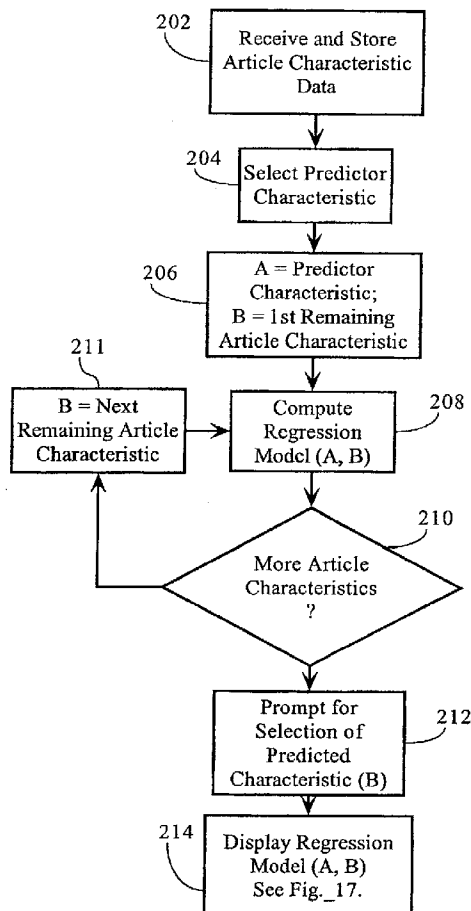 202
Receive and Store
Article Characteristic
Data
204
Select Predictor
Characteristic
206
A = Predictor
Characteristic;
B = 1st Remaining
Article Characteristic
211
B = Next
Remaining Article
Characteristic
Compute
Regression
Model (A, B)
208
210
More Article
Characteristics
?
Prompt for
Selection of
Predicted
Characteristic (B)
212
214
Display Regression
Model (A, B)
See Fig._17.